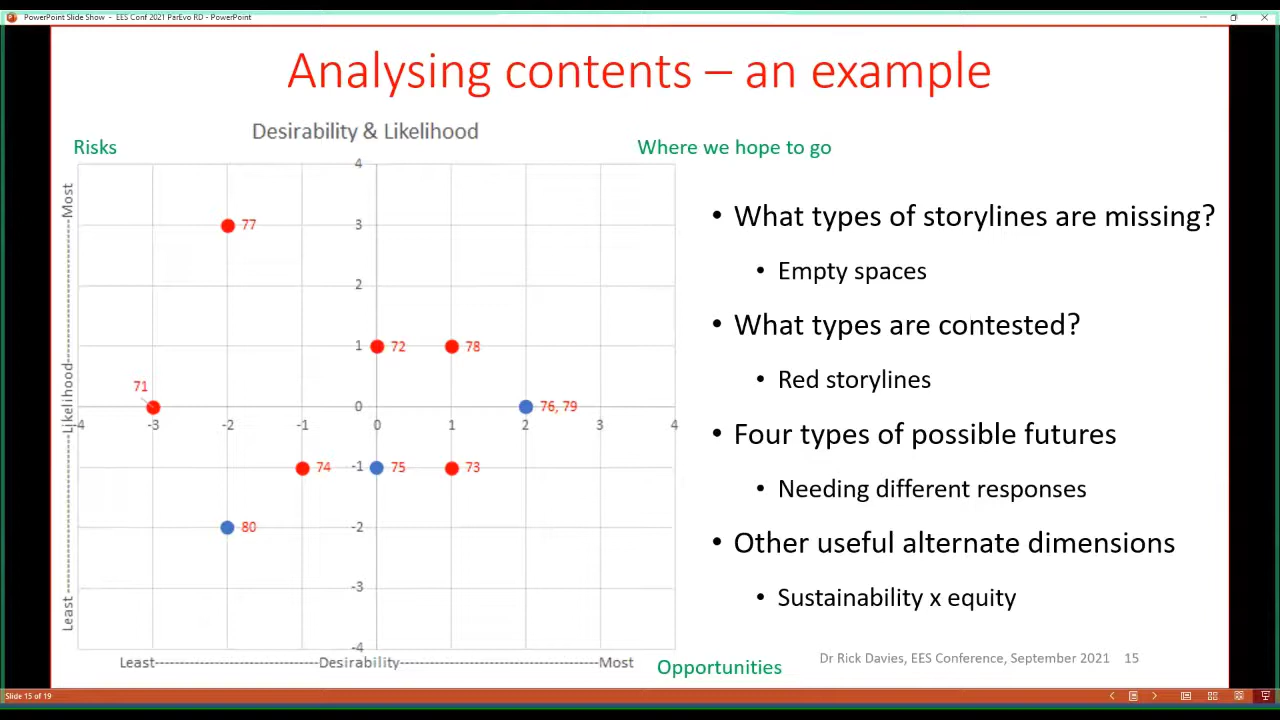 PowerPoint Slide Show - EES Conf 2021 ParEvo RD - PowerPoint
Analysing contents – an example
Desirability & Likelihood
Risks
Where we hope to go
4
3
2
1
0
-1
-2
-3
-4
-4
-3
-2
-1
0
1
2
3
4
77
72
78
71
76, 79
74
75
73
80
Least------------------Likelihood------------------Most
Least------------------Desirability------------------Most
Opportunities
• What types of storylines are missing?
• Empty spaces
• What types are contested?
• Red storylines
• Four types of possible futures
• Needing different responses
• Other useful alternate dimensions
• Sustainability x equity
Dr Rick Davies, EES Conference, September 2021 15
Slide 15 of 19